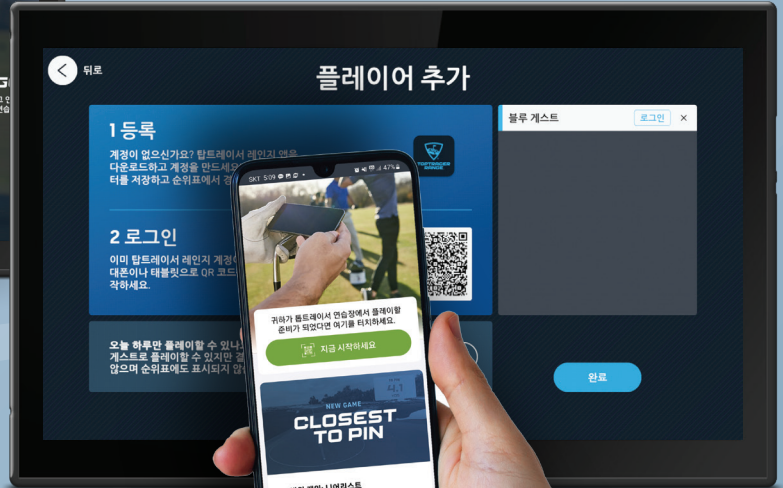 뒤로
플레이어 추가
1 등록
계정이 없으신가요? 탑트레이서 레인지 앱을
다운로드하고 계정을 만드세요
터를 저장하고 순위표에서
TOPTRACER
RANGE
2 로그인
이미 탑트레이서 레인지 계정
대폰이나 태블릿으로 QR 코드
작하세요.
오늘 하루만 플레이할 수 있나
게스트로 플레이할 수 있지만
않으며 순위표에도 표시되지
블루 게스트
로그인
×
완료
SKT 5:09
47%
귀하가 톱트레이서 연습장에서 플레이할
준비가 되었다면 여기를 터치하세요.
지금 시작하세요
4.1
NEW GAME
CLOSEST
TO PIN
니어리스트